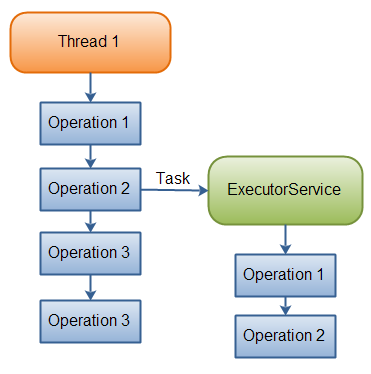 Thread 1
Operation 1
Operation 2
Task
ExecutorService
Operation 3
Operation 3
Operation 1
Operation 2